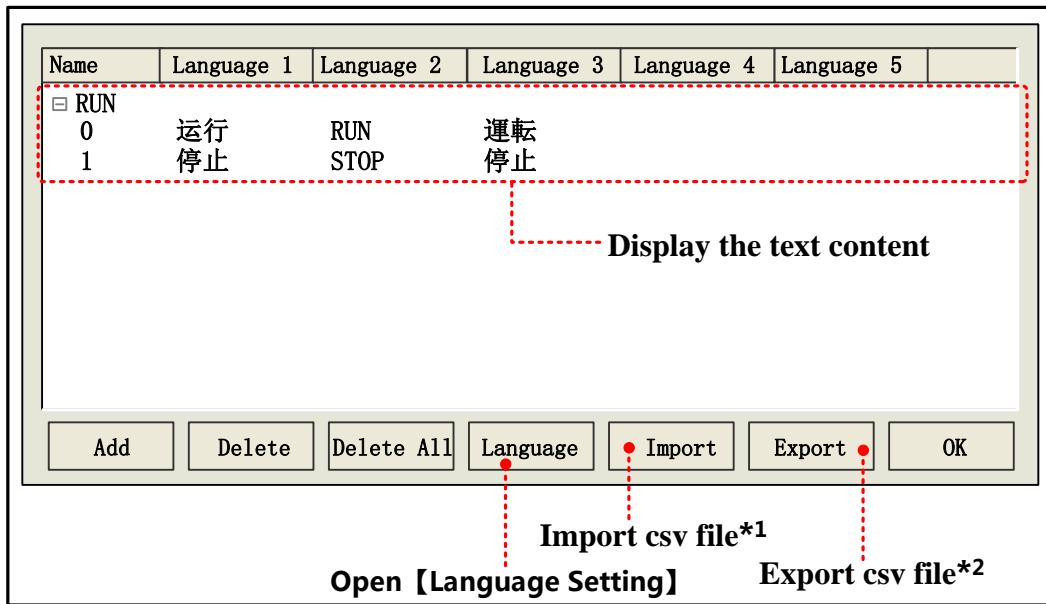 Name Language 1 Language 2 Language 3 Language 4 Language 5
RUN
0 运行 RUN 運転
1 停止 STOP 停止
Display the text content
Add Delete Delete All Language Import Export OK
Import csv file*1
Open【Language Setting】 Export csv file*2